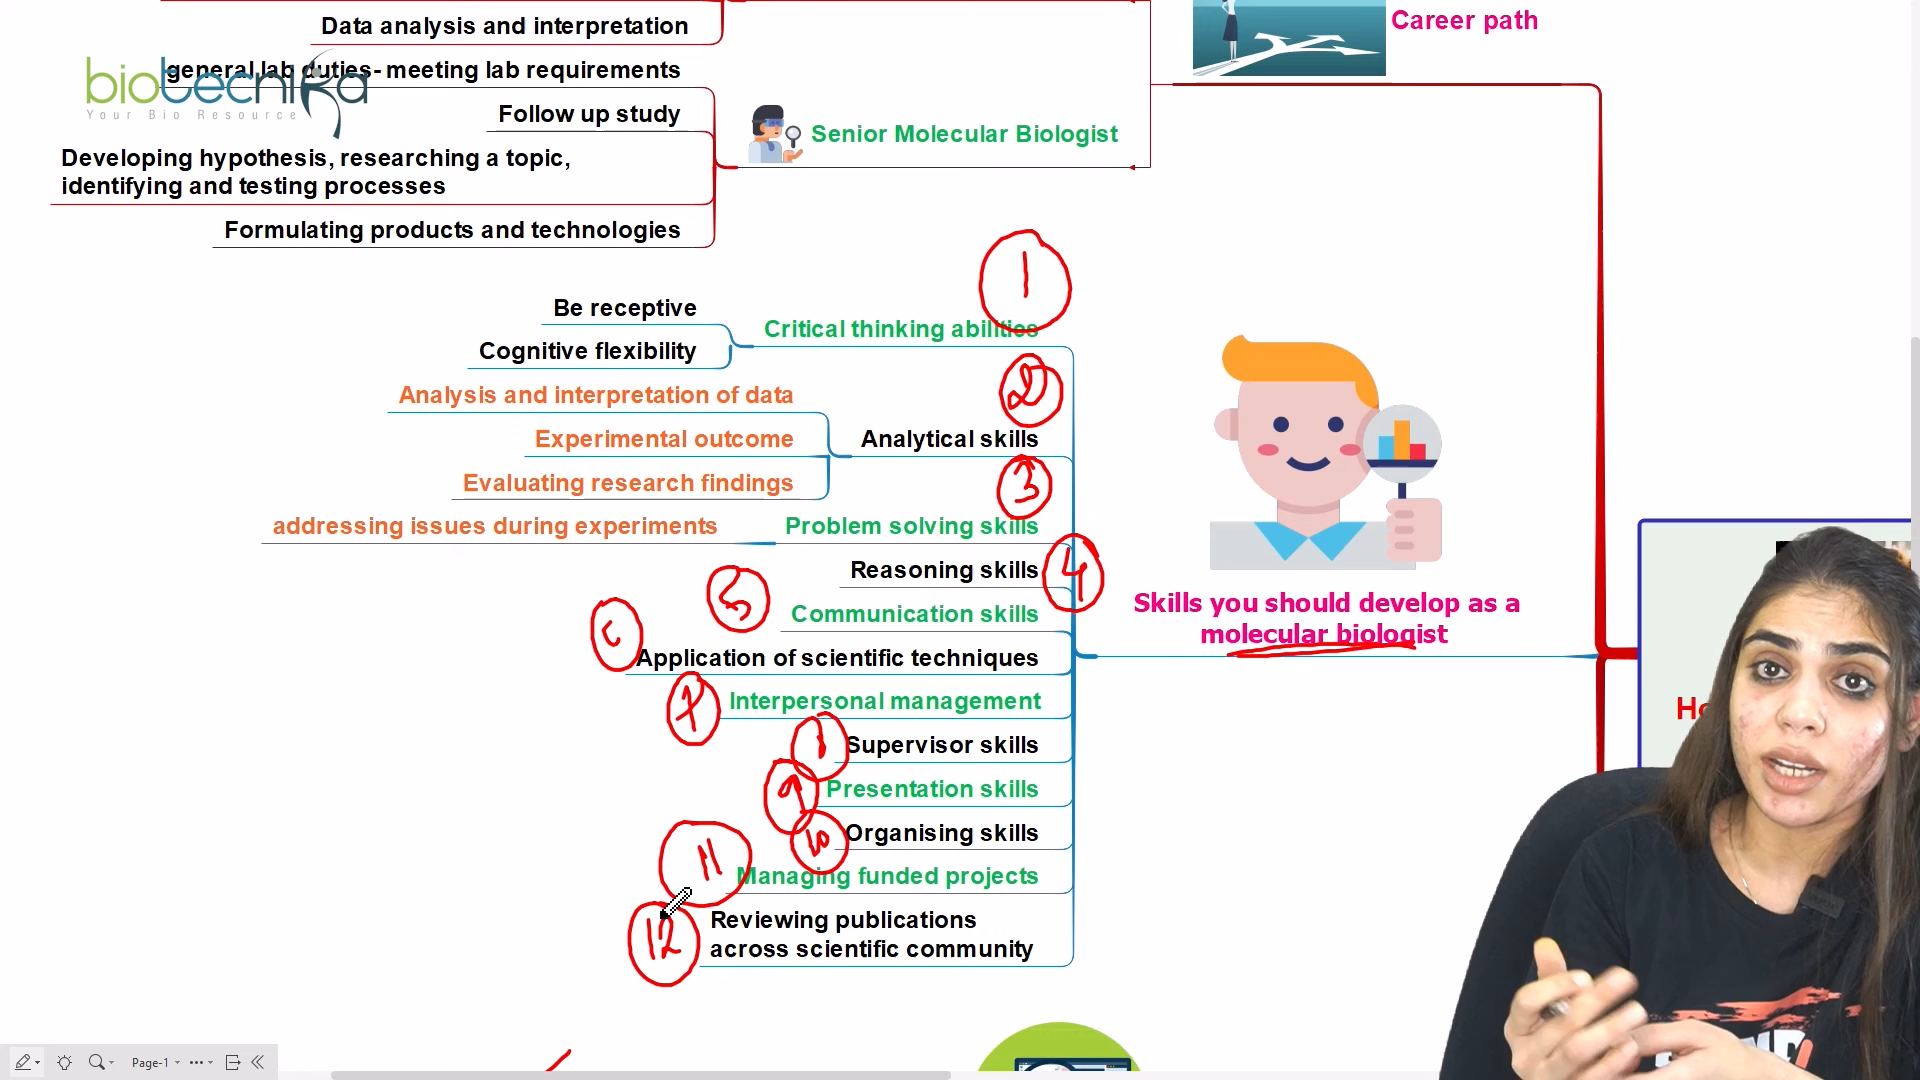 Career path
Data analysis and interpretation
general lab duties- meeting lab requirements
biotecnika
Your Bio Resource
Follow up study
Senior Molecular Biologist
Developing hypothesis, researching a topic,
identifying and testing processes
Formulating products and technologies
1
Be receptive
Critical thinking abilities
Cognitive flexibility
2
Analysis and interpretation of data
Experimental outcome
Analytical skills
Evaluating research findings
3
addressing issues during experiments
Problem solving skills
Reasoning skills
4
5
Communication skills
Skills you should develop as a
molecular biologist
Application of scientific techniques
7
Interpersonal management
8
Supervisor skills
9
Presentation skills
10
Organising skills
11
Managing funded projects
12
Reviewing publications
across scientific community
Page-1